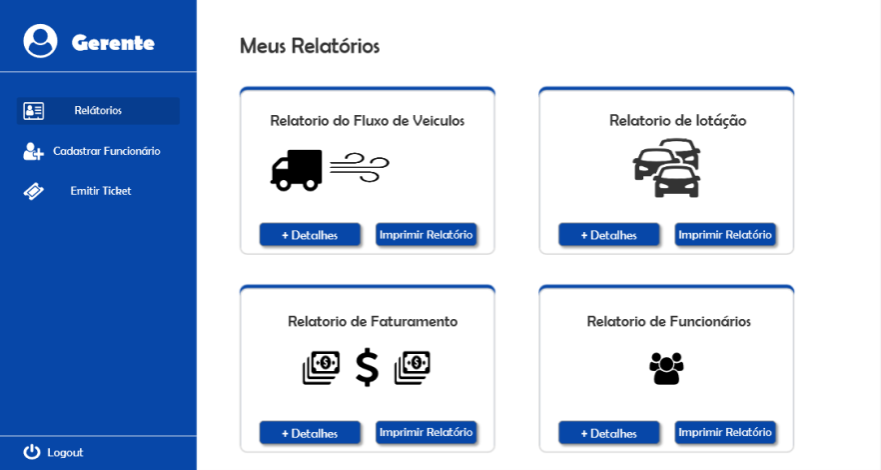 Gerente
Relátorios
Cadastrar Funcionário
Emitir Ticket
Logout
Meus Relatórios
Relatorio do Fluxo de Veiculos
+ Detalhes
Imprimir Relatório
Relatorio de lotáção
+ Detalhes
Imprimir Relatório
Relatorio de Faturamento
$
+ Detalhes
Imprimir Relatório
Relatorio de Funcionários
+ Detalhes
Imprimir Relatório